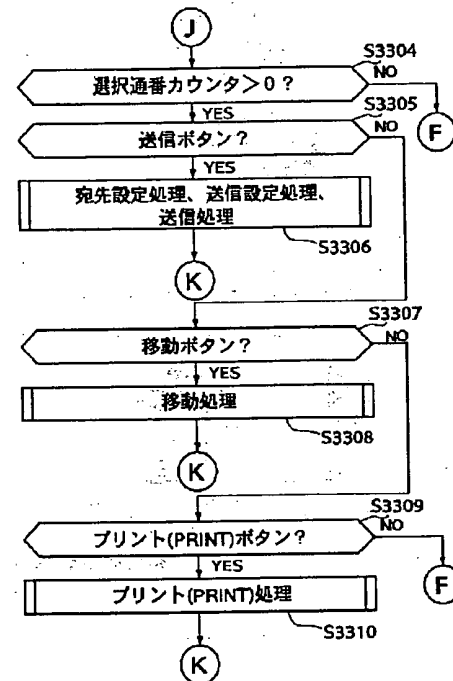 J
S3304
選択通番カウンタ＞0？
NO
YES
F
S3305
送信ボタン？
NO
YES
宛先設定処理、送信設定処理、
送信処理
S3306
K
S3307
移動ボタン？
NO
YES
移動処理
S3308
K
S3309
プリント(PRINT)ボタン？
NO
YES
F
プリント(PRINT)処理
S3310
K